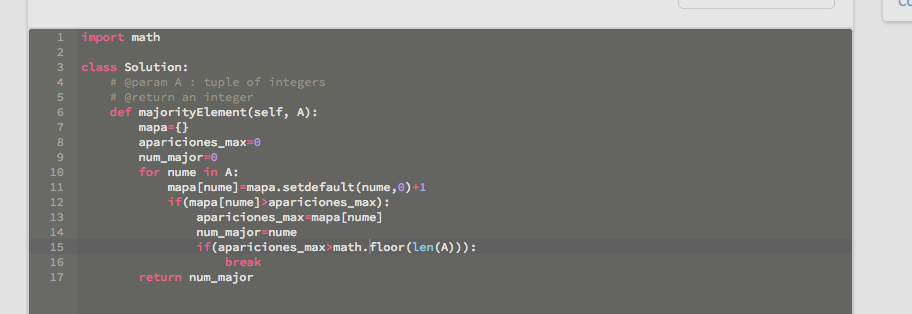 1 import math
2
3 class Solution:
4     # @param A : tuple of integers
5     # @return an integer
6     def majorityElement(self, A):
7         mapa={}
8         apariciones_max=0
9         num_major=0
10         for nume in A:
11             mapa[nume]=mapa.setdefault(nume,0)+1
12             if(mapa[nume]>apariciones_max):
13                 apariciones_max=mapa[nume]
14                 num_major=nume
15                 if(apariciones_max>math.floor(len(A))):
16                     break
17         return num_major